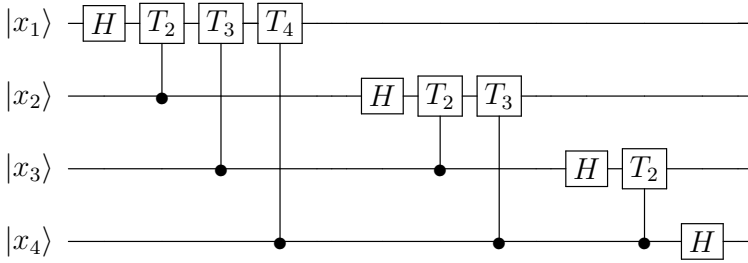 |x₁⟩ H T₂ T₃ T₄
|x₂⟩ H T₂ T₃
|x₃⟩ H T₂
|x₄⟩ H